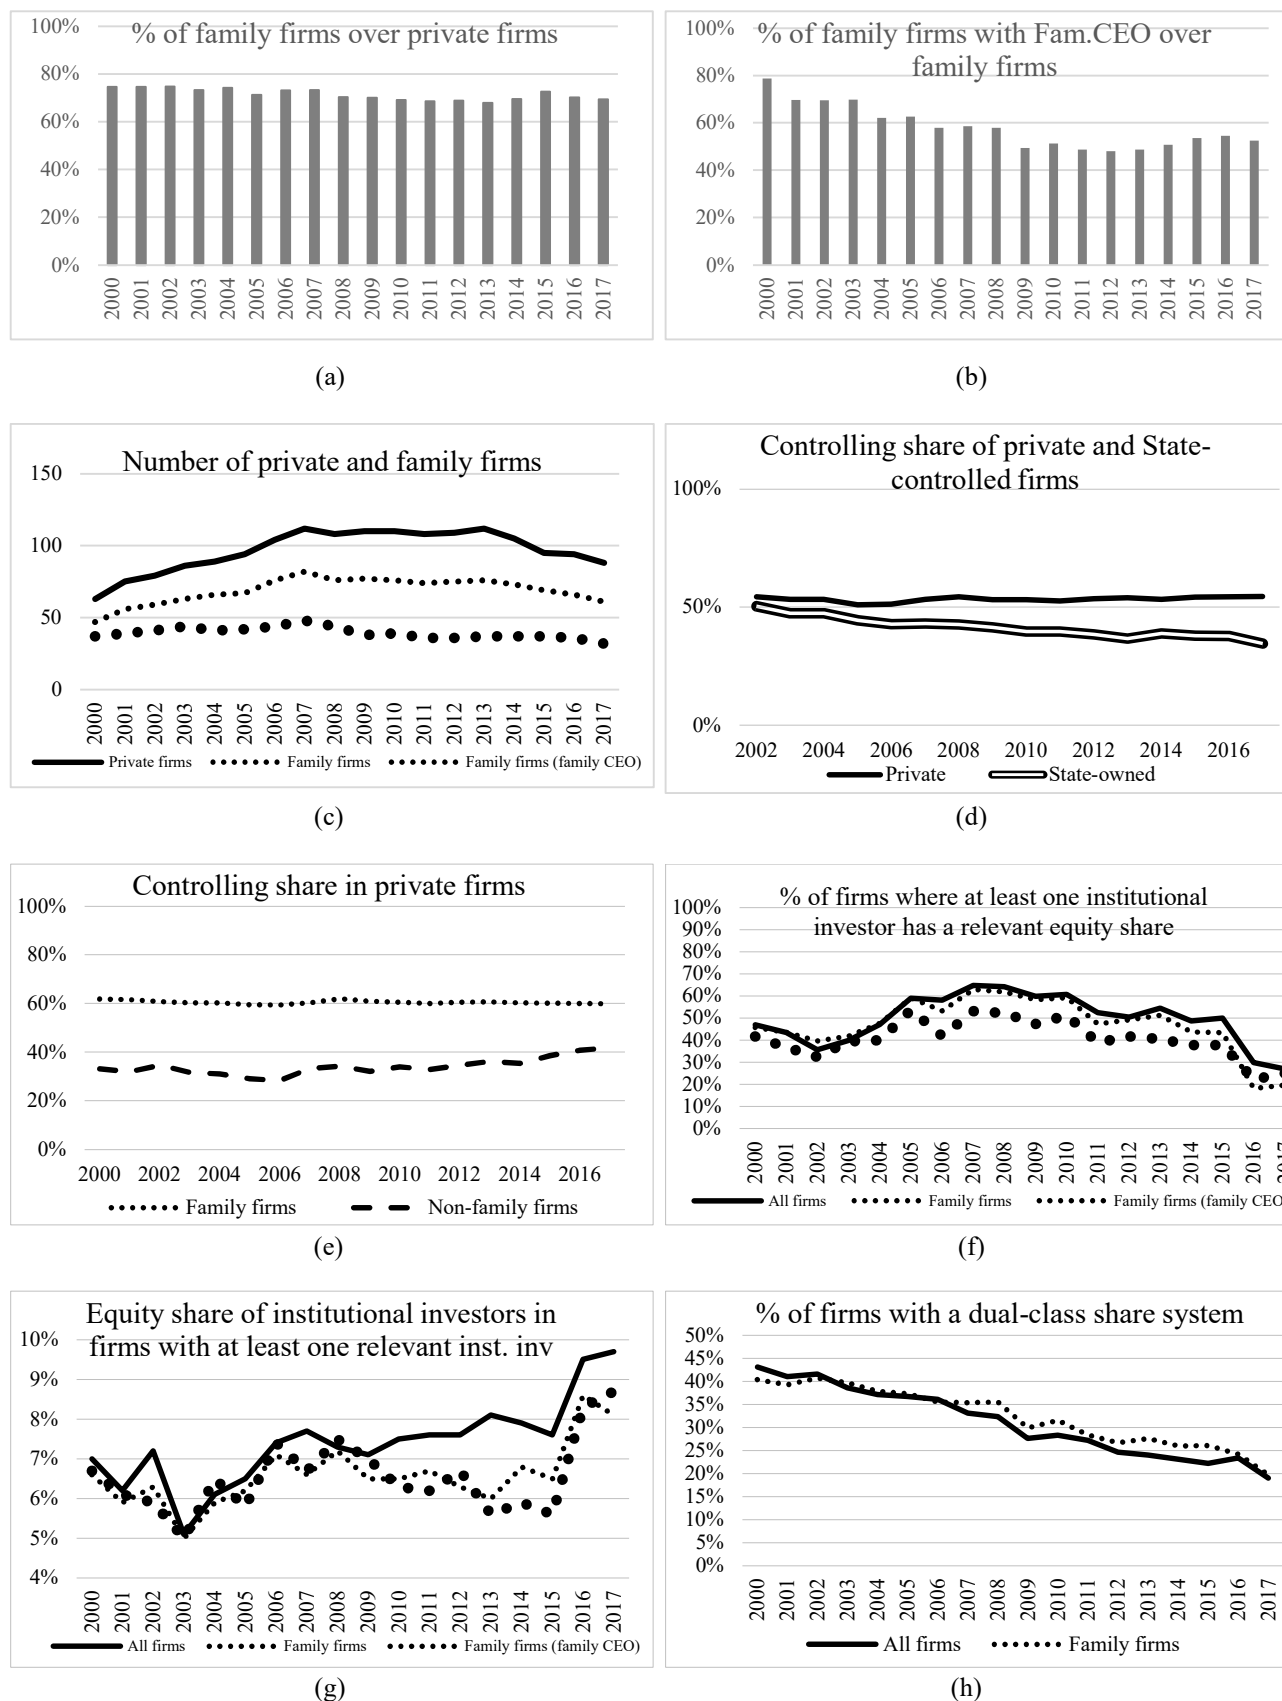 % of family firms over private firms
100%
80%
60%
40%
20%
0%
2000 2001 2002 2003 2004 2005 2006 2007 2008 2009 2010 2011 2012 2013 2014 2015 2016 2017
(a)
% of family firms with Fam.CEO over
family firms
100%
80%
60%
40%
20%
0%
2000 2001 2002 2003 2004 2005 2006 2007 2008 2009 2010 2011 2012 2013 2014 2015 2016 2017
(b)
Number of private and family firms
150
100
50
0
2000 2001 2002 2003 2004 2005 2006 2007 2008 2009 2010 2011 2012 2013 2014 2015 2016 2017
Private firms Family firms Family firms (family CEO)
(c)
Controlling share of private and State-
controlled firms
100%
50%
0%
2002 2004 2006 2008 2010 2012 2014 2016
Private State-owned
(d)
Controlling share in private firms
100%
80%
60%
40%
20%
0%
2000 2002 2004 2006 2008 2010 2012 2014 2016
Family firms Non-family firms
(e)
% of firms where at least one institutional
investor has a relevant equity share
100%
90%
80%
70%
60%
50%
40%
30%
20%
10%
0%
2000 2001 2002 2003 2004 2005 2006 2007 2008 2009 2010 2011 2012 2013 2014 2015 2016 2017
All firms Family firms Family firms (family CEO
(f)
Equity share of institutional investors in
firms with at least one relevant inst. inv
10%
9%
8%
7%
6%
5%
4%
2000 2001 2002 2003 2004 2005 2006 2007 2008 2009 2010 2011 2012 2013 2014 2015 2016 2017
All firms Family firms Family firms (family CEO)
(g)
% of firms with a dual-class share system
50%
45%
40%
35%
30%
25%
20%
15%
10%
5%
0%
2000 2001 2002 2003 2004 2005 2006 2007 2008 2009 2010 2011 2012 2013 2014 2015 2016 2017
All firms Family firms
(h)